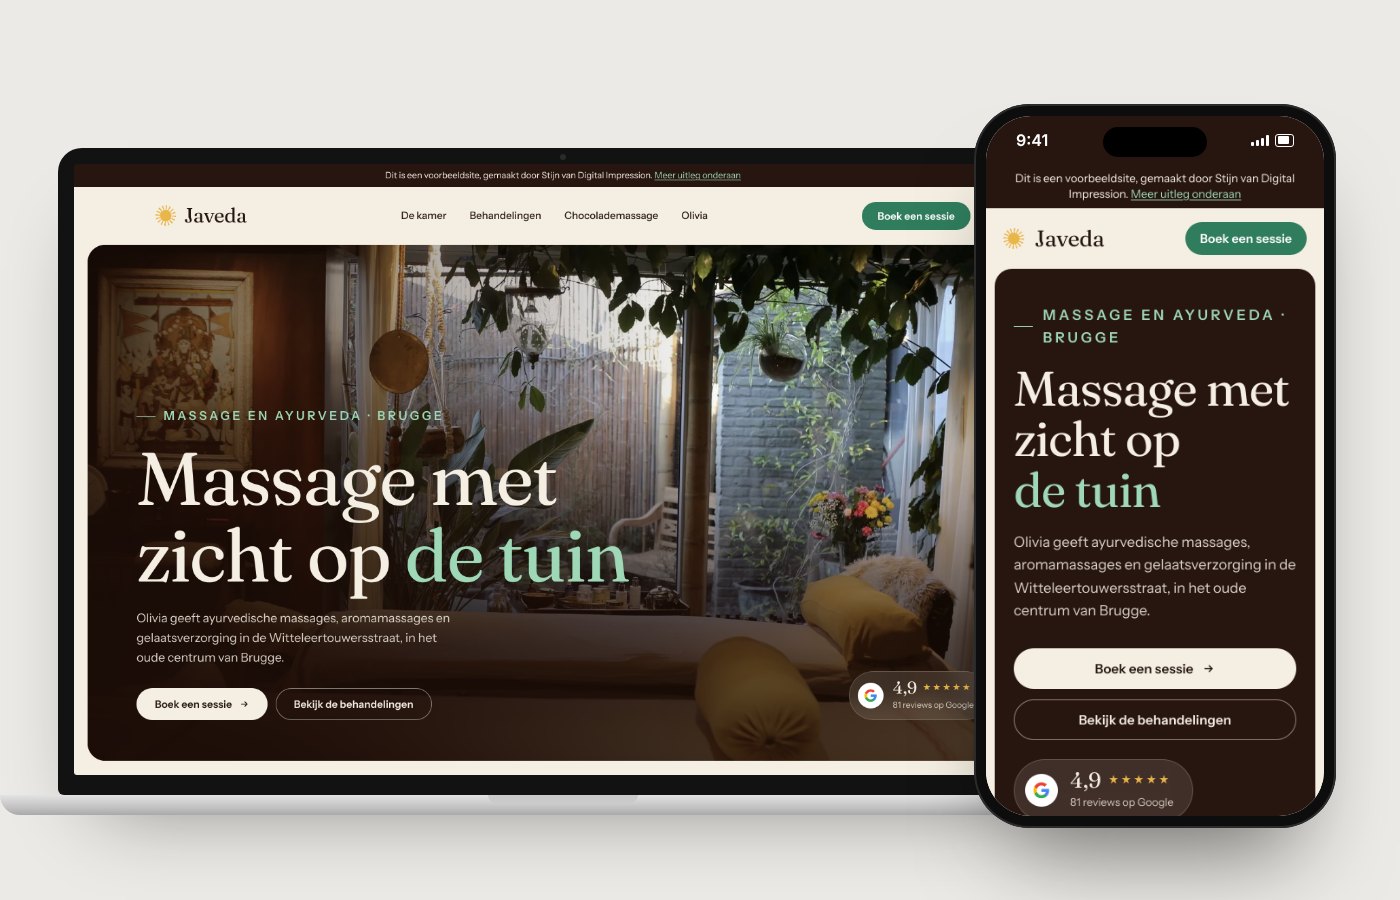 Dit is een voorbeeldsite, gemaakt door Stijn van Digital Impression. Meer uitleg onderaan
Javeda
De kamer
Behandelingen
Chocolademassage
Olivia
Boek een sessie
MASSAGE EN AYURVEDA · BRUGGE
Massage met
zicht op de tuin
Olivia geeft ayurvedische massages, aromamassages en
gelaatsverzorging in de Witteleertouwersstraat, in het
oude centrum van Brugge.
Boek een sessie →
Bekijk de behandelingen
4,9 ★★★★★
81 reviews op Google
9:41
Dit is een voorbeeldsite, gemaakt door Stijn van Digital
Impression. Meer uitleg onderaan
Javeda
Boek een sessie
MASSAGE EN AYURVEDA ·
BRUGGE
Massage met
zicht op
de tuin
Olivia geeft ayurvedische massages,
aromamassages en gelaatsverzorging in de
Witteleertouwersstraat, in het oude
centrum van Brugge.
Boek een sessie →
Bekijk de behandelingen
4,9 ★★★★★
81 reviews op Google